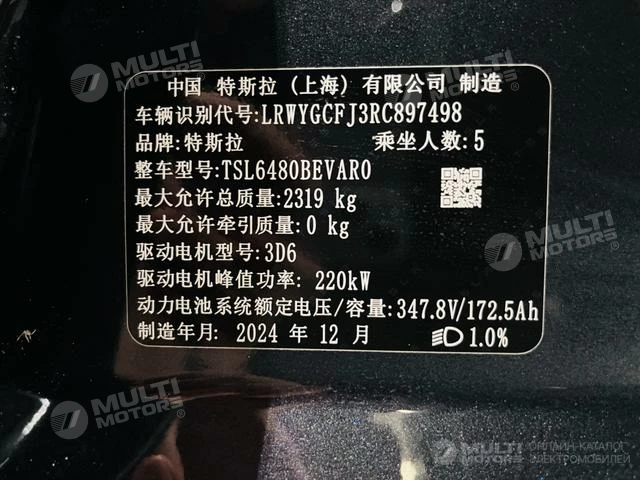 MULTI MOTORS
MULTI MOTORS
中国 特斯拉 (上海) 有限公司 制造
车辆识别代号:LRWYGCFJ3RC897498
品牌:特斯拉 乘坐人数:5
整车型号:TSL6480BEVAR0
最大允许总质量:2319 kg
最大允许牵引质量:0 kg
驱动电机型号:3D6
驱动电机峰值功率: 220kW
动力电池系统额定电压/容量:347.8V/172.5Ah
制造年月: 2024 年 12 月 1.0%
MULTI MOTORS
MULTI MOTORS
MULTI MOTORS
ОНЛАЙН-КАТАЛОГ
ЭЛЕКТРОМОБИЛЕЙ